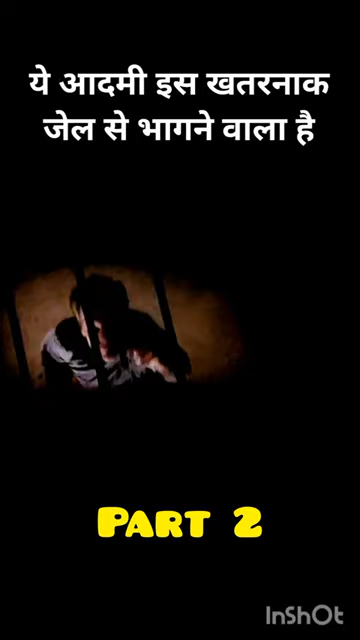 ये आदमी इस खतरनाक
जेल से भागने वाला है
PART 2
InShOt